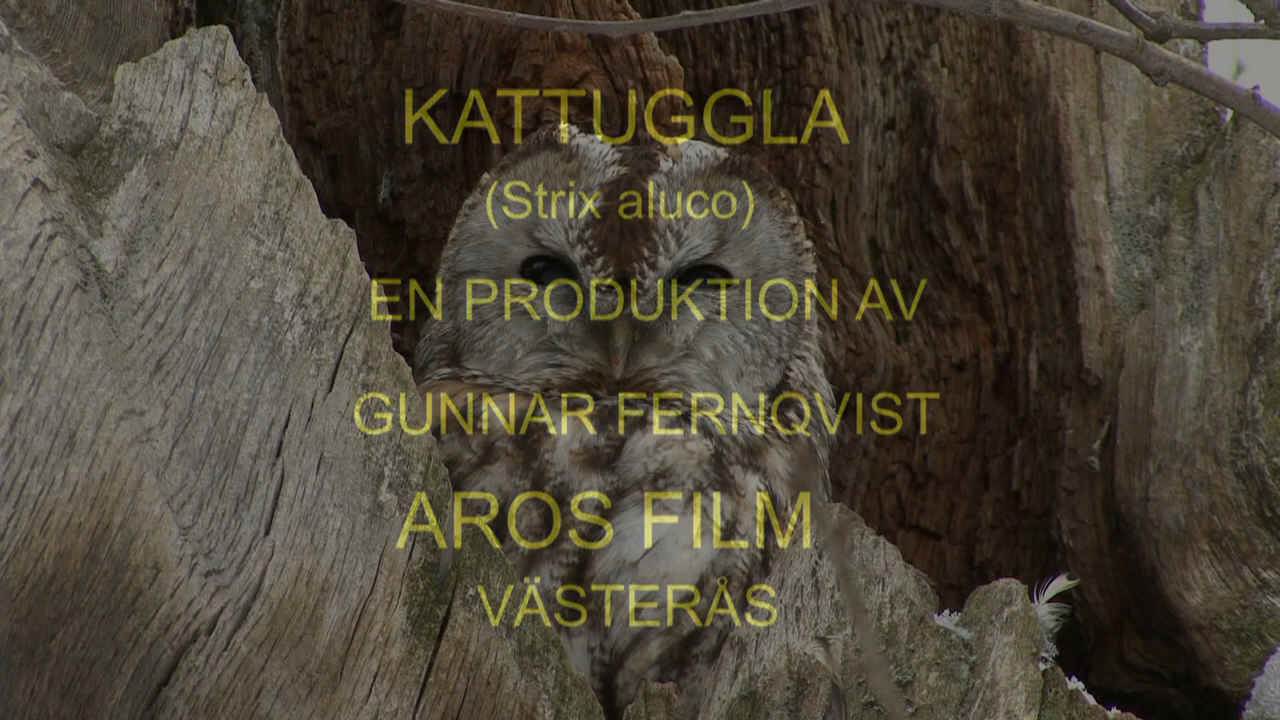 KATTUGGLA
(Strix aluco)
EN PRODUKTION AV
GUNNAR FERNQVIST
AROS FILM
VÄSTERÅS